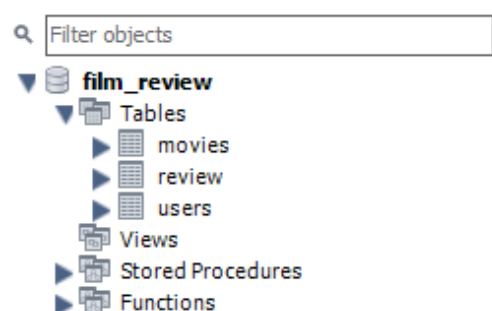 Filter objects
film_review
Tables
movies
review
users
Views
Stored Procedures
Functions